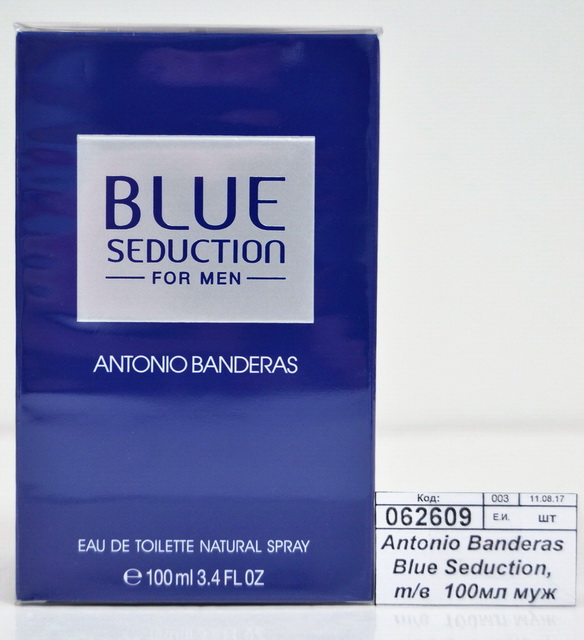 BLUE
SEDUCTION
FOR MEN
ANTONIO BANDERAS
EAU DE TOILETTE NATURAL SPRAY
℮ 100 ml 3.4 FL OZ
Код: 003 11.08.17
062609 Е.И. шт
Antonio Banderas
Blue Seduction,
т/в 100мл муж